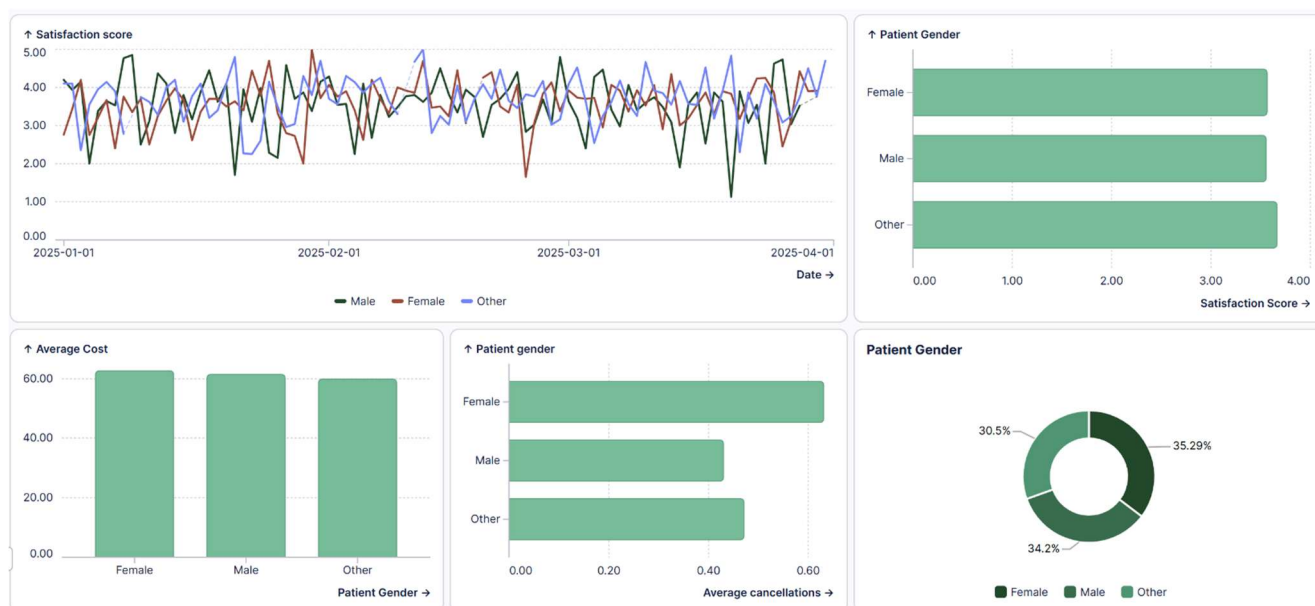 ↑ Satisfaction score
5.00
4.00
3.00
2.00
1.00
0.00
2025-01-01
2025-02-01
2025-03-01
2025-04-01
Date →
Male
Female
Other
↑ Patient Gender
Female
Male
Other
0.00
1.00
2.00
3.00
4.00
Satisfaction Score →
↑ Average Cost
60.00
40.00
20.00
0.00
Female
Male
Other
Patient Gender →
↑ Patient gender
Female
Male
Other
0.00
0.20
0.40
0.60
Average cancellations →
Patient Gender
30.5%
35.29%
34.2%
Female
Male
Other